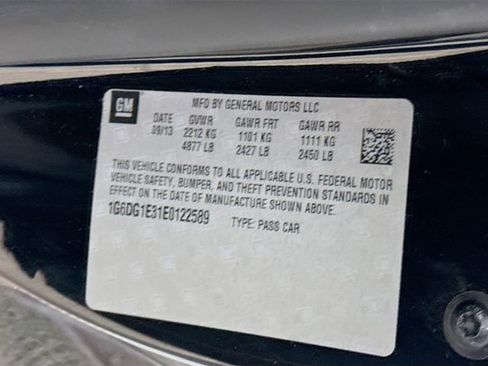 GM
MFD BY GENERAL MOTORS LLC
DATE GVWR GAWR FRT GAWR RR
09/13 2212 KG 1101 KG 1111 KG
4877 LB 2427 LB 2450 LB
THIS VEHICLE CONFORMS TO ALL APPLICABLE U.S. FEDERAL MOTOR
VEHICLE SAFETY, BUMPER, AND THEFT PREVENTION STANDARDS IN
EFFECT ON THE DATE OF MANUFACTURE SHOWN ABOVE.
1G6DG1E31E0122589 TYPE: PASS CAR